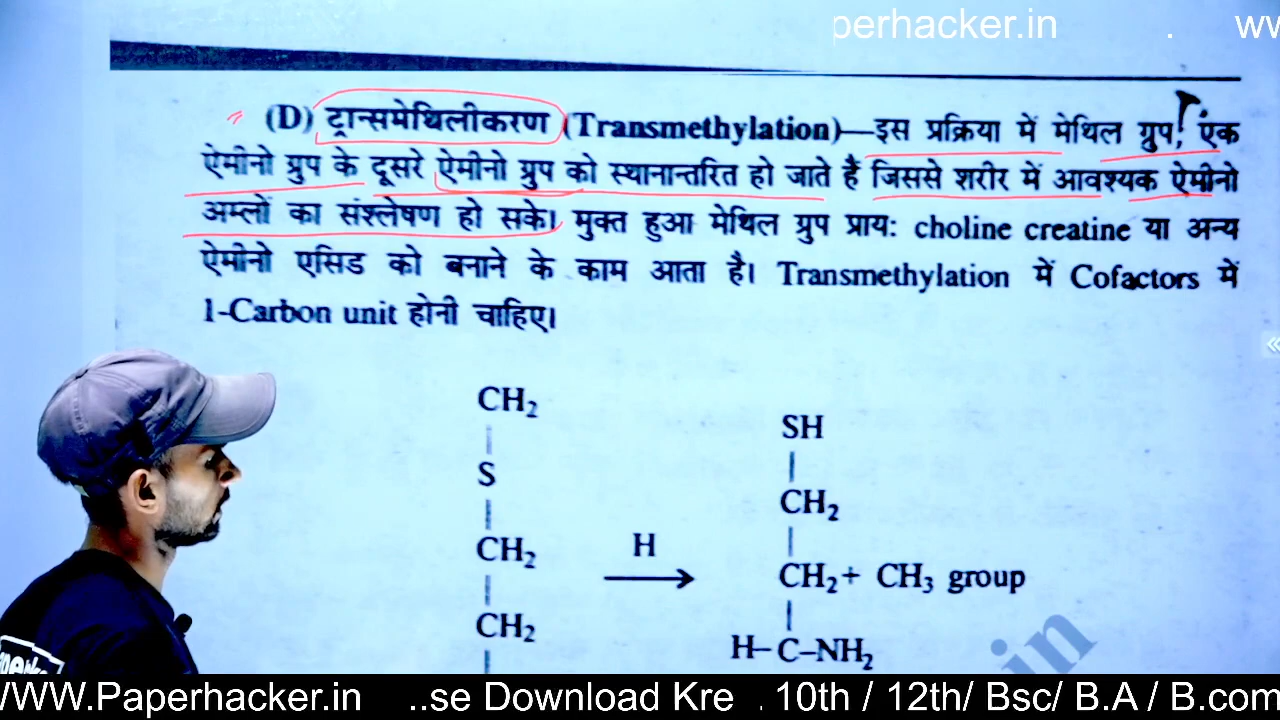 perhacker.in . ww
(D) ट्रान्समेथिलीकरण (Transmethylation)—इस प्रक्रिया में मेथिल ग्रुप, एक
ऐमीनो ग्रुप के दूसरे ऐमीनो ग्रुप को स्थानान्तरित हो जाते हैं जिससे शरीर में आवश्यक ऐमीनो
अम्लों का संश्लेषण हो सके। मुक्त हुआ मेथिल ग्रुप प्राय: choline creatine या अन्य
ऐमीनो एसिड को बनाने के काम आता है। Transmethylation में Cofactors में
1-Carbon unit होनी चाहिए।
CH₂
S
CH₂
CH₂
H
SH
CH₂
CH₂+ CH₃ group
H–C–NH₂
in
WWW.Paperhacker.in ..se Download Kre . 10th / 12th/ Bsc/ B.A / B.com